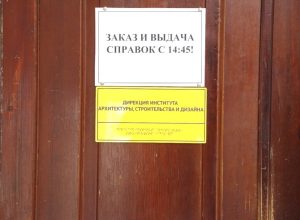 ЗАКАЗ И ВЫДАЧА
СПРАВОК С 14:45!
ДИРЕКЦИЯ ИНСТИТУТА
АРХИТЕКТУРЫ, СТРОИТЕЛЬСТВА И ДИЗАЙНА